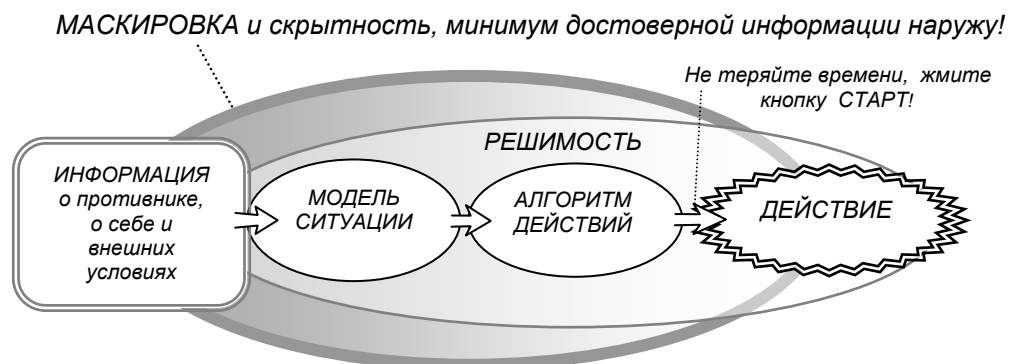 МАСКИРОВКА и скрытность, минимум достоверной информации наружу!
Не теряйте времени, жмите
кнопку СТАРТ!
РЕШИМОСТЬ
ИНФОРМАЦИЯ
о противнике,
о себе и
внешних
условиях
МОДЕЛЬ
СИТУАЦИИ
АЛГОРИТМ
ДЕЙСТВИЙ
ДЕЙСТВИЕ